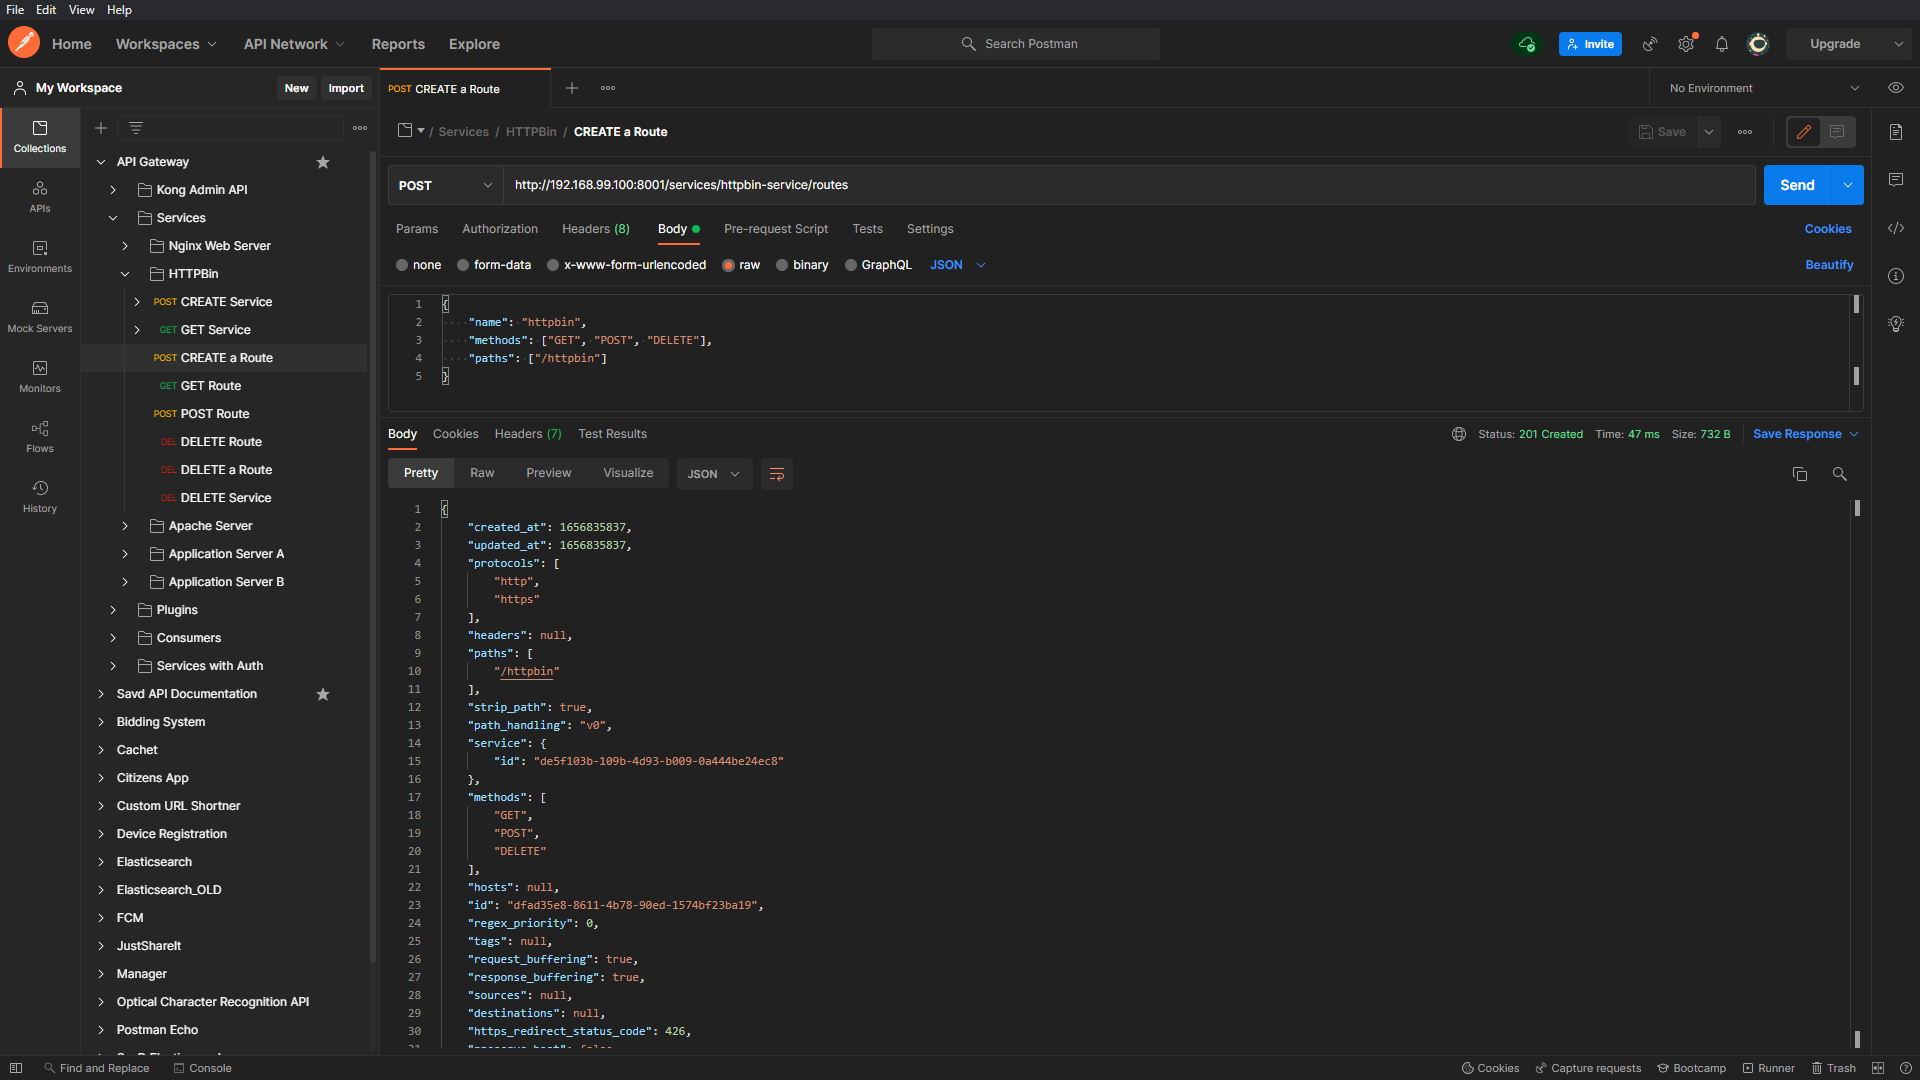 File Edit View Help
Home Workspaces API Network Reports Explore Search Postman Invite Upgrade
My Workspace New Import
POST CREATE a Route
No Environment
Services / HTTPBin / CREATE a Route
Save
POST http://192.168.99.100:8001/services/httpbin-service/routes Send
Params Authorization Headers (8) Body Pre-request Script Tests Settings Cookies
none form-data x-www-form-urlencoded raw binary GraphQL JSON Beautify
1 {
2 "name": "httpbin",
3 "methods": ["GET", "POST", "DELETE"],
4 "paths": ["/httpbin"]
5 }
Body Cookies Headers (7) Test Results Status: 201 Created Time: 47 ms Size: 732 B Save Response
Pretty Raw Preview Visualize JSON
1 {
2 "created_at": 1656835837,
3 "updated_at": 1656835837,
4 "protocols": [
5 "http",
6 "https"
7 ],
8 "headers": null,
9 "paths": [
10 "/httpbin"
11 ],
12 "strip_path": true,
13 "path_handling": "v0",
14 "service": {
15 "id": "de5f103b-109b-4d93-b009-0a444be24ec8"
16 },
17 "methods": [
18 "GET",
19 "POST",
20 "DELETE"
21 ],
22 "hosts": null,
23 "id": "dfad35e8-8611-4b78-90ed-1574bf23ba19",
24 "regex_priority": 0,
25 "tags": null,
26 "request_buffering": true,
27 "response_buffering": true,
28 "sources": null,
29 "destinations": null,
30 "https_redirect_status_code": 426,
Collections
APIs
Environments
Mock Servers
Monitors
Flows
History
API Gateway
Kong Admin API
Services
Nginx Web Server
HTTPBin
POST CREATE Service
GET GET Service
POST CREATE a Route
GET GET Route
POST POST Route
DEL DELETE Route
DEL DELETE a Route
DEL DELETE Service
Apache Server
Application Server A
Application Server B
Plugins
Consumers
Services with Auth
Savd API Documentation
Bidding System
Cachet
Citizens App
Custom URL Shortner
Device Registration
Elasticsearch
Elasticsearch_OLD
FCM
JustShareIt
Manager
Optical Character Recognition API
Postman Echo
Find and Replace Console Cookies Capture requests Bootcamp Runner Trash